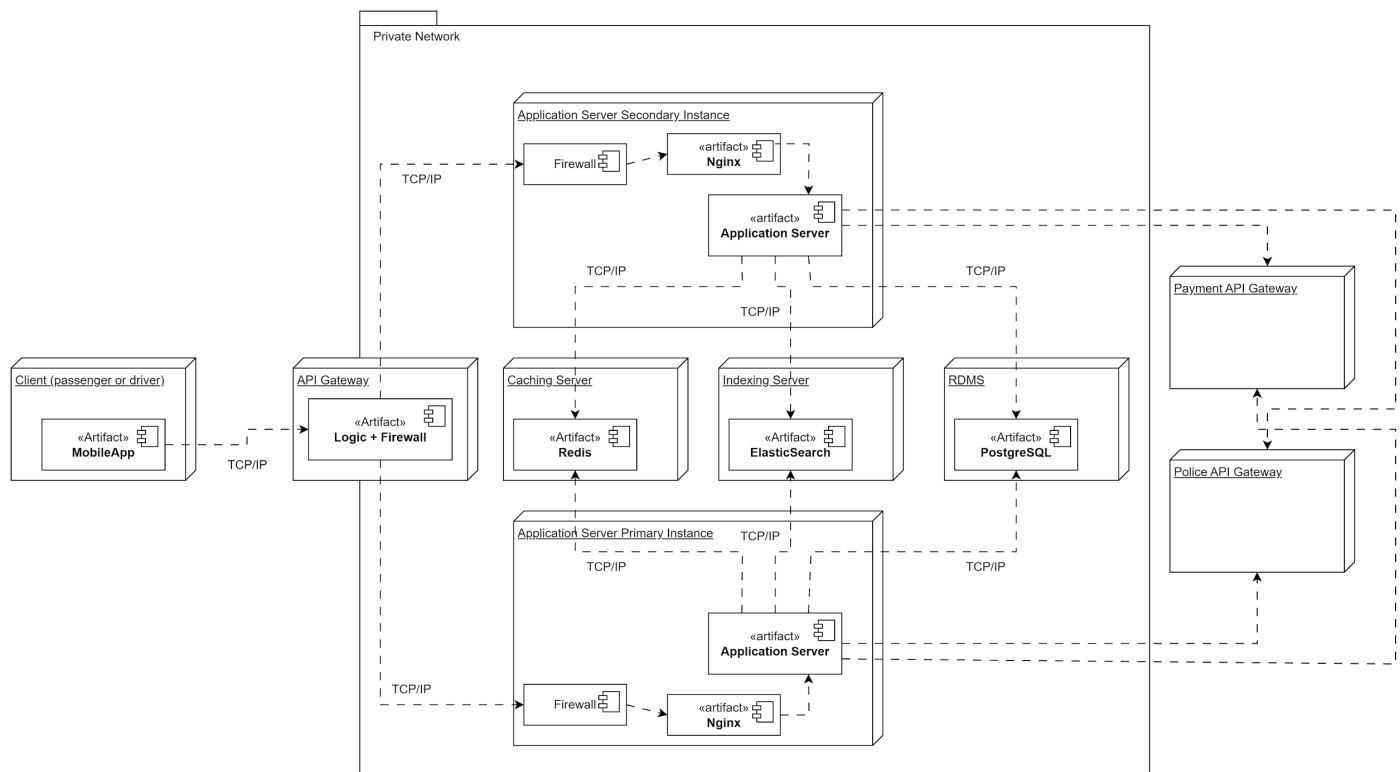 Private Network
Application Server Secondary Instance
Firewall
«artifact»
Nginx
TCP/IP
«artifact»
Application Server
TCP/IP
TCP/IP
TCP/IP
Payment API Gateway
Client (passenger or driver)
«Artifact»
MobileApp
TCP/IP
API Gateway
«Artifact»
Logic + Firewall
Caching Server
«Artifact»
Redis
Indexing Server
«Artifact»
ElasticSearch
RDMS
«Artifact»
PostgreSQL
Police API Gateway
Application Server Primary Instance
TCP/IP
TCP/IP
TCP/IP
«artifact»
Application Server
TCP/IP
Firewall
«artifact»
Nginx